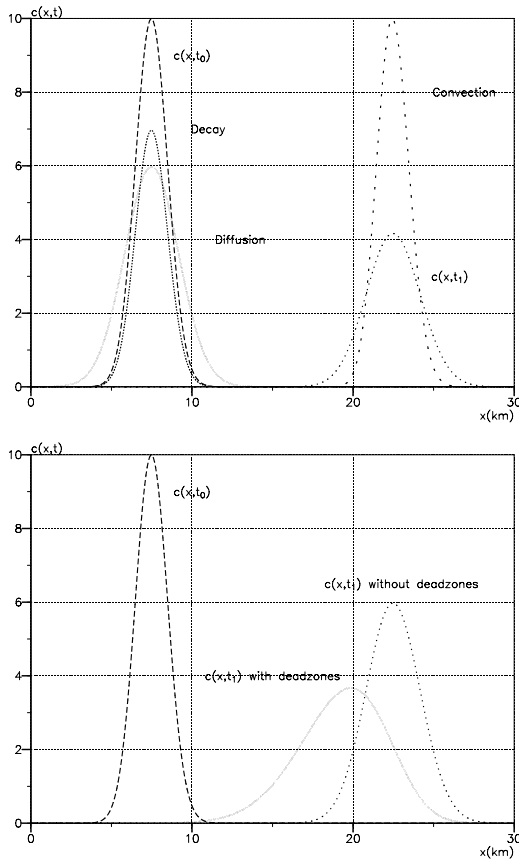 c(x,t)
10
c(x,t₀)
8
Convection
Decay
6
4
Diffusion
c(x,t₁)
2
0
0 10 20 30
x(km)
c(x,t)
10
c(x,t₀)
8
c(x,t₁) without deadzones
6
4
c(x,t₁) with deadzones
2
0
0 10 20 30
x(km)